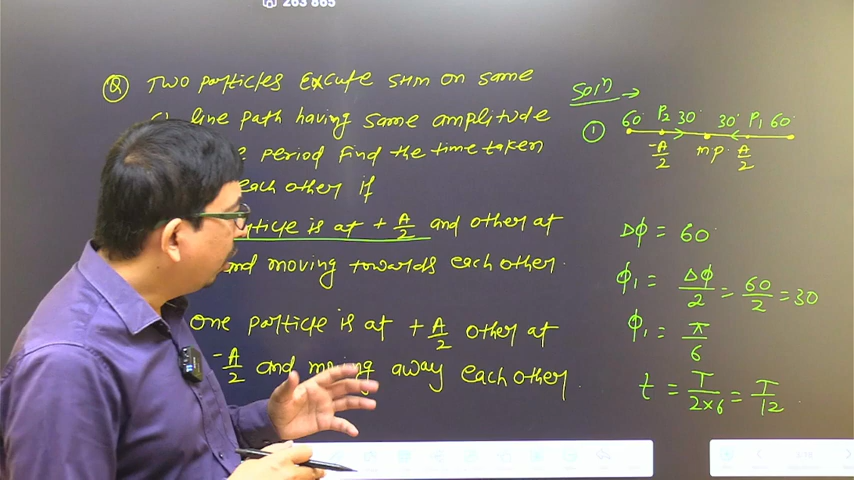 263 865
Q Two particles Excute SHM on same
line path having same amplitude
period find the time taken
each other if
is at + A/2 and other at
and moving towards each other.
one particle is at + A/2 other at
-A/2 and moving away each other.
Soln →
① 60° P2 30° 30° P1 60°
-A/2 m p. A/2
Δϕ = 60°
ϕ1 = Δϕ/2 = 60/2 = 30
ϕ1 = π/6
t = T/2×6 = T/12